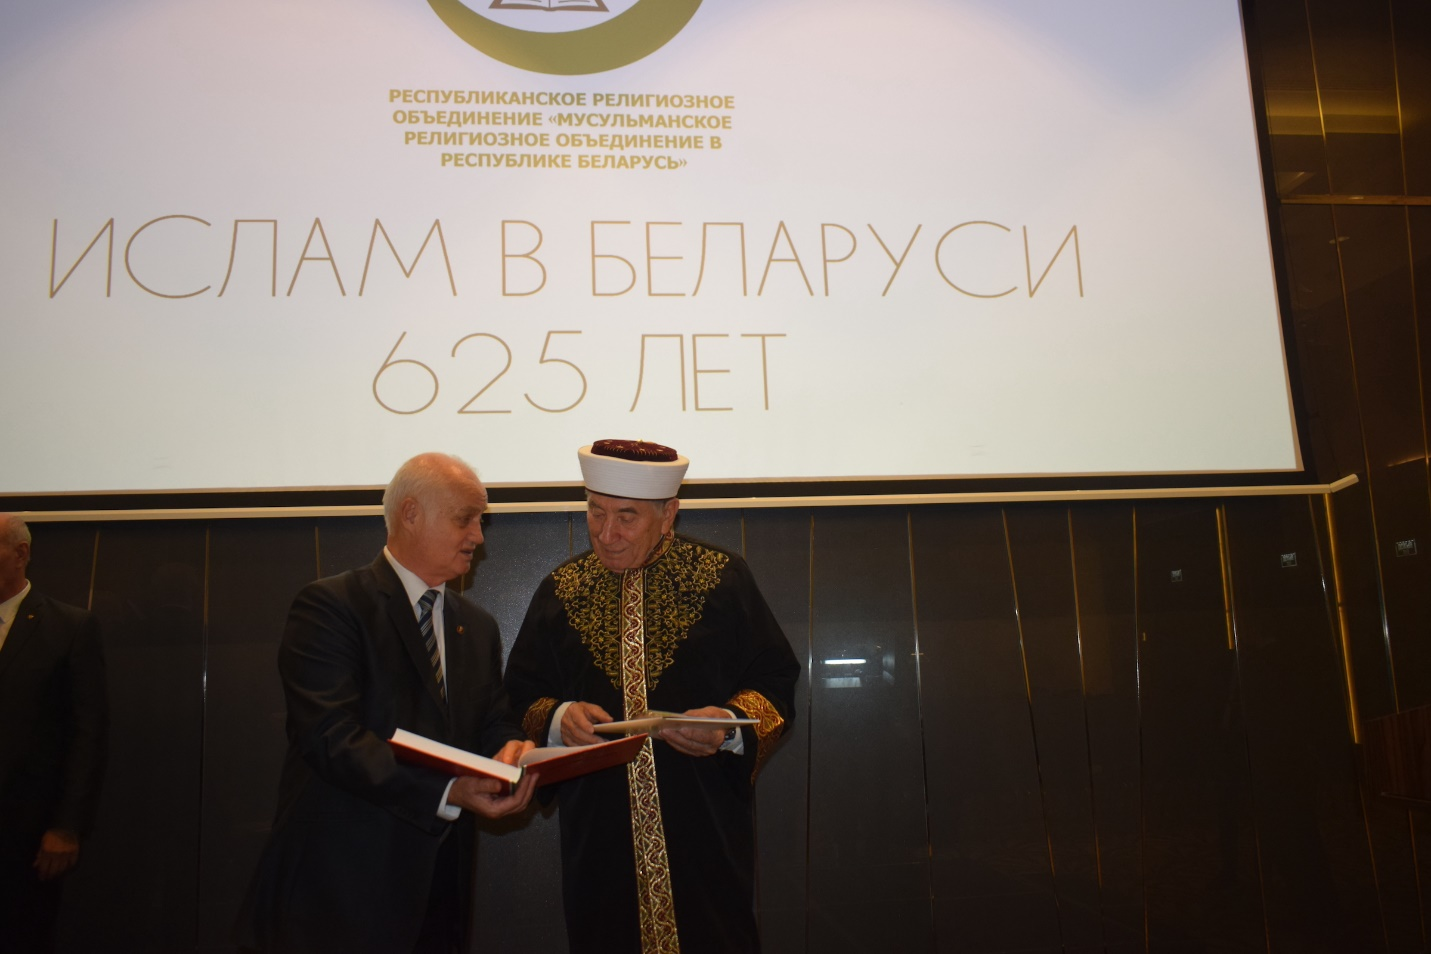 РЕСПУБЛИКАНСКОЕ РЕЛИГИОЗНОЕ
ОБЪЕДИНЕНИЕ «МУСУЛЬМАНСКОЕ
РЕЛИГИОЗНОЕ ОБЪЕДИНЕНИЕ В
РЕСПУБЛИКЕ БЕЛАРУСЬ»
ИСЛАМ В БЕЛАРУСИ
625 ЛЕТ